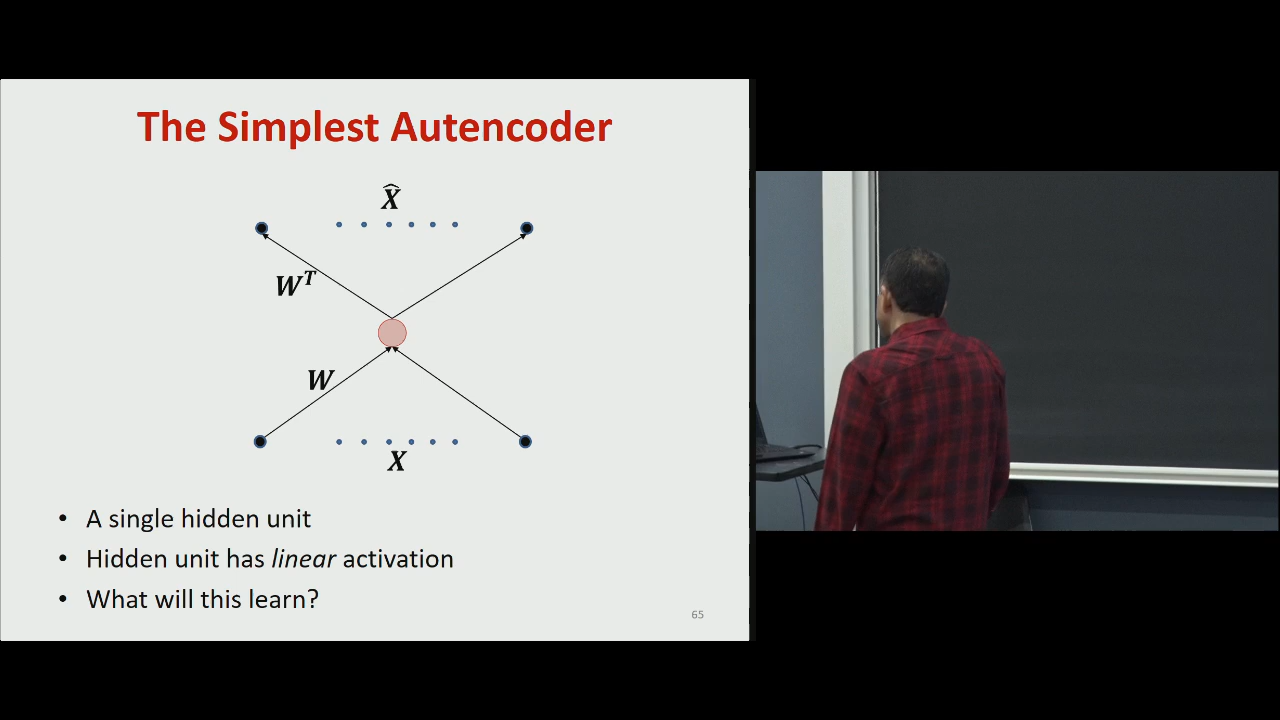 The Simplest Autencoder
X̂
W^T
W
X
• A single hidden unit
• Hidden unit has linear activation
• What will this learn?
65